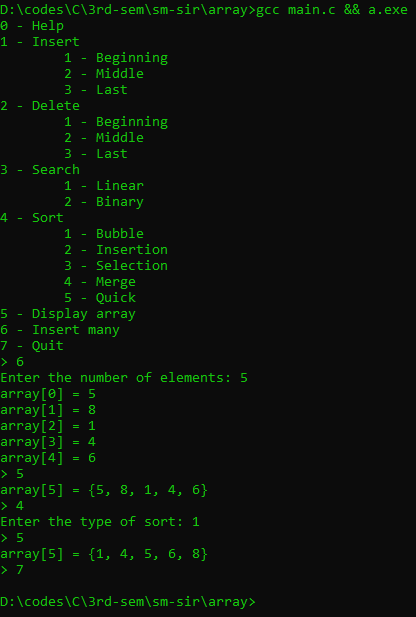 D:\codes\C\3rd-sem\sm-sir\array>gcc main.c && a.exe
0 - Help
1 - Insert
        1 - Beginning
        2 - Middle
        3 - Last
2 - Delete
        1 - Beginning
        2 - Middle
        3 - Last
3 - Search
        1 - Linear
        2 - Binary
4 - Sort
        1 - Bubble
        2 - Insertion
        3 - Selection
        4 - Merge
        5 - Quick
5 - Display array
6 - Insert many
7 - Quit
> 6
Enter the number of elements: 5
array[0] = 5
array[1] = 8
array[2] = 1
array[3] = 4
array[4] = 6
> 5
array[5] = {5, 8, 1, 4, 6}
> 4
Enter the type of sort: 1
> 5
array[5] = {1, 4, 5, 6, 8}
> 7
D:\codes\C\3rd-sem\sm-sir\array>